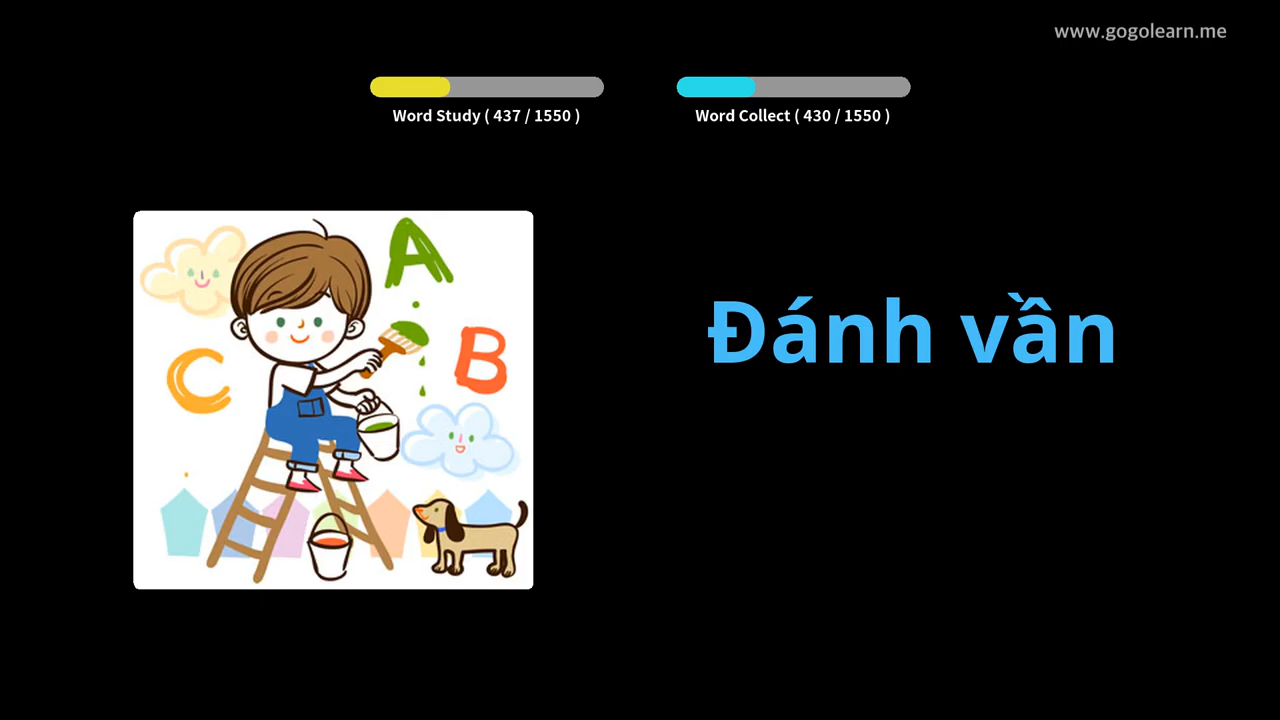 www.gogolearn.me
Word Study ( 437 / 1550 )
Word Collect ( 430 / 1550 )
A
B
C
Đánh vần